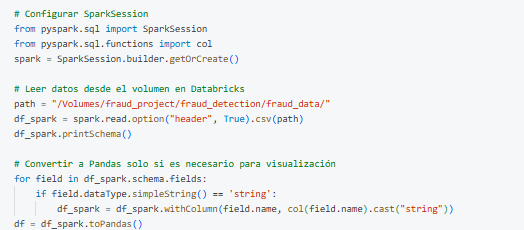 # Configurar SparkSession
from pyspark.sql import SparkSession
from pyspark.sql.functions import col
spark = SparkSession.builder.getOrCreate()

# Leer datos desde el volumen en Databricks
path = "/Volumes/fraud_project/fraud_detection/fraud_data/"
df_spark = spark.read.option("header", True).csv(path)
df_spark.printSchema()

# Convertir a Pandas solo si es necesario para visualización
for field in df_spark.schema.fields:
    if field.dataType.simpleString() == 'string':
        df_spark = df_spark.withColumn(field.name, col(field.name).cast("string"))
df = df_spark.toPandas()